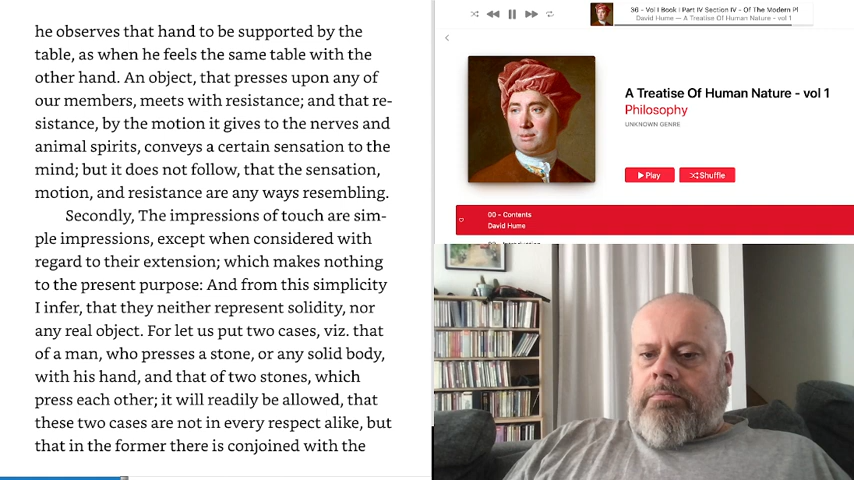 he observes that hand to be supported by the
table, as when he feels the same table with the
other hand. An object, that presses upon any of
our members, meets with resistance; and that re-
sistance, by the motion it gives to the nerves and
animal spirits, conveys a certain sensation to the
mind; but it does not follow, that the sensation,
motion, and resistance are any ways resembling.
Secondly, The impressions of touch are sim-
ple impressions, except when considered with
regard to their extension; which makes nothing
to the present purpose: And from this simplicity
I infer, that they neither represent solidity, nor
any real object. For let us put two cases, viz. that
of a man, who presses a stone, or any solid body,
with his hand, and that of two stones, which
press each other; it will readily be allowed, that
these two cases are not in every respect alike, but
that in the former there is conjoined with the
36 - Vol I Book I Part IV Section IV - Of The Modern Pl
David Hume — A Treatise Of Human Nature - vol 1
A Treatise Of Human Nature - vol 1
Philosophy
UNKNOWN GENRE
Play
Shuffle
00 - Contents
David Hume